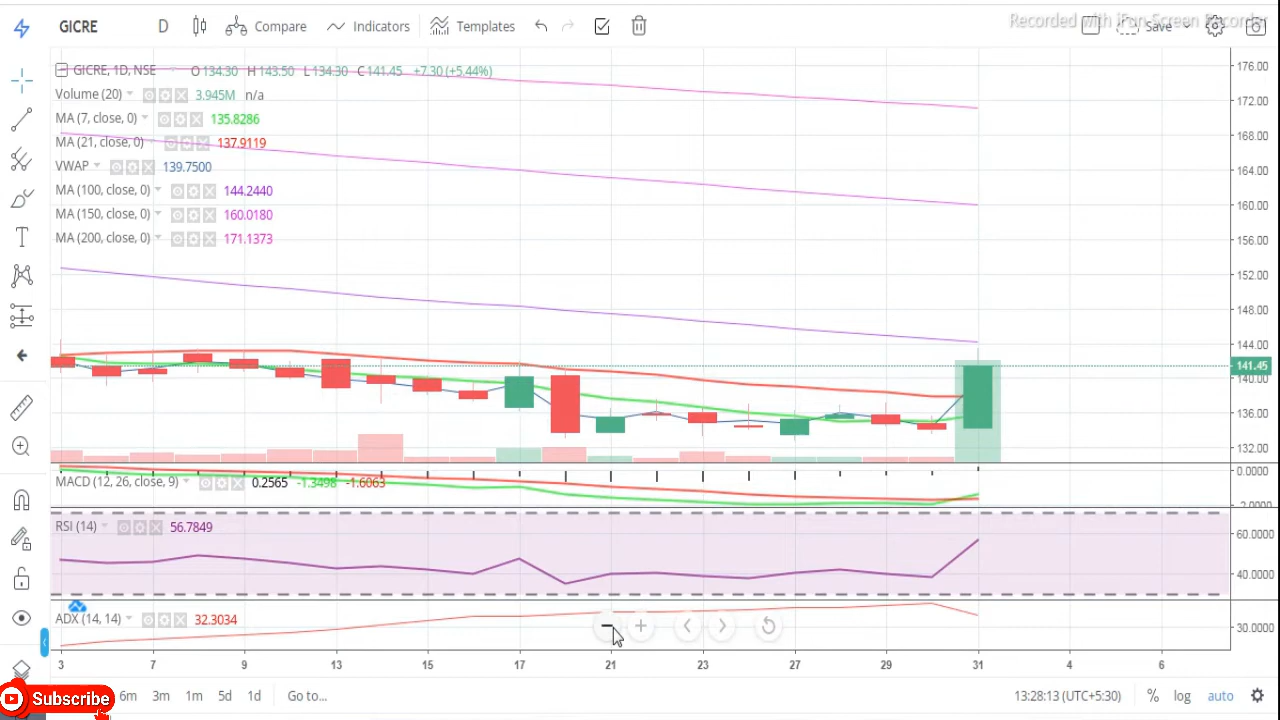 GICRE D Compare Indicators Templates Save
Recorded with iFun Screen Recorder
GICRE, 1D, NSE O134.30 H143.50 L134.30 C141.45 +7.30 (+5.44%)
Volume (20) 3.945M n/a
MA (7, close, 0) 135.8286
MA (21, close, 0) 137.9119
VWAP 139.7500
MA (100, close, 0) 144.2440
MA (150, close, 0) 160.0180
MA (200, close, 0) 171.1373
176.00
172.00
168.00
164.00
160.00
156.00
152.00
148.00
144.00
141.45
140.00
136.00
132.00
MACD (12, 26, close, 9) 0.2565 -1.3498 -1.6063
0.0000
-2.0000
RSI (14) 56.7849
60.0000
40.0000
ADX (14, 14) 32.3034
30.0000
3 7 9 13 15 17 21 23 27 29 31 4 6
Subscribe
6m 3m 1m 5d 1d Go to... 13:28:13 (UTC+5:30) % log auto